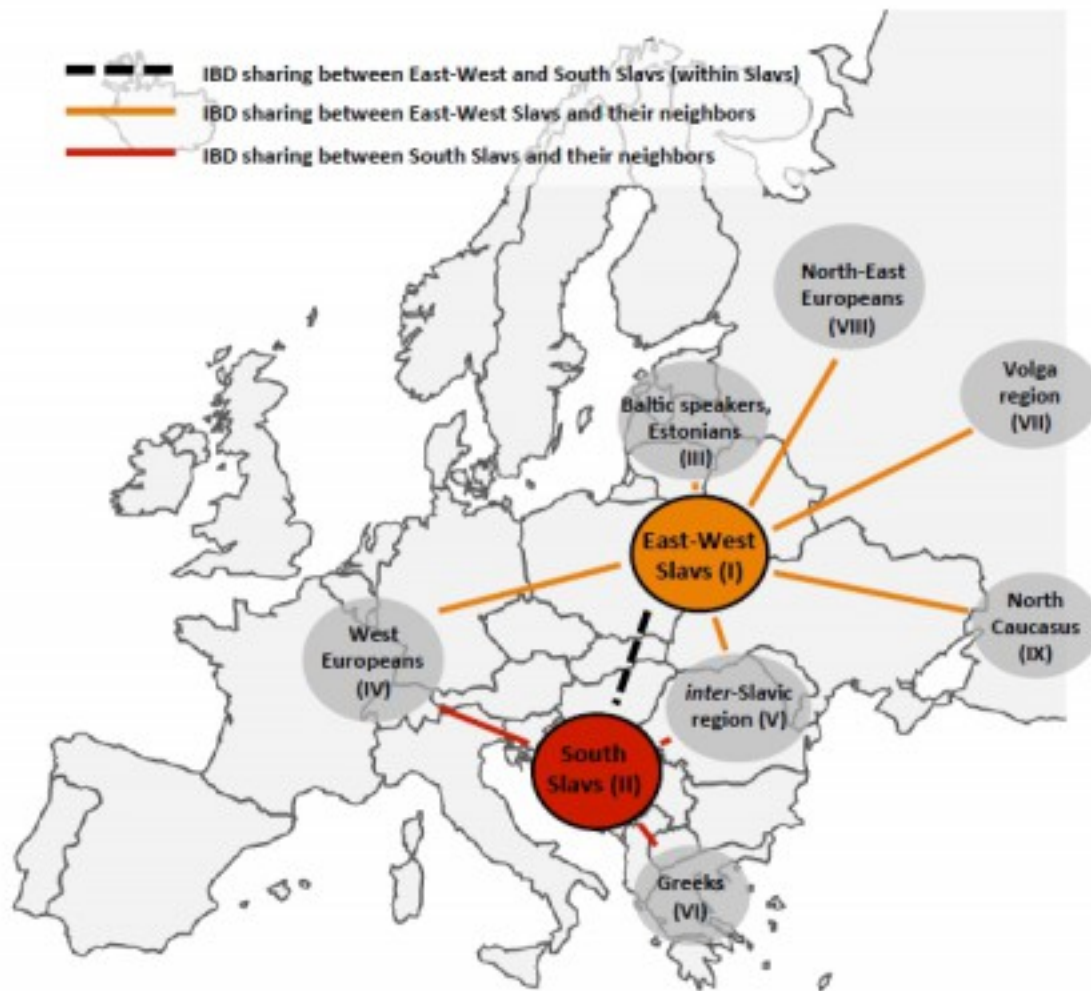 IBD sharing between East-West and South Slavs (within Slavs)
IBD sharing between East-West Slavs and their neighbors
IBD sharing between South Slavs and their neighbors
North-East
Europeans
(VIII)
Volga
region
(VII)
Baltic speakers,
Estonians
(III)
East-West
Slavs (I)
North
Caucasus
(IX)
West
Europeans
(IV)
inter-Slavic
region (V)
South
Slavs (II)
Greeks
(VI)